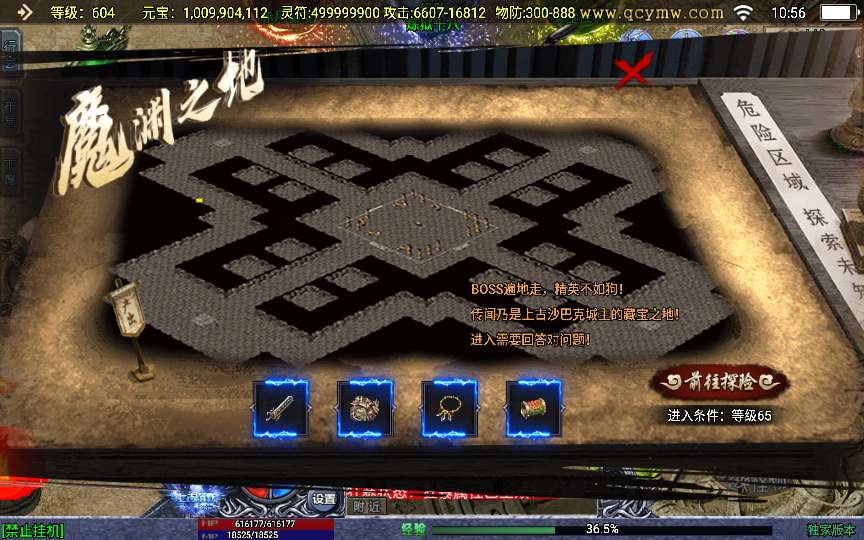 等级：604
元宝：1,009,904,112
灵符:499999900
攻击:6607-16812
物防:300-888
www.qcymw.com
10:56
魔渊之地
危险区域 探索未知
BOSS遍地走，精英不如狗！
传闻乃是上古沙巴克城主的藏宝之地！
进入需要回答对问题！
前往探险
进入条件：等级65
设置
附近
[禁止挂机]
HP 616177/616177
MP 18525/18525
经验
36.5%
独家版本